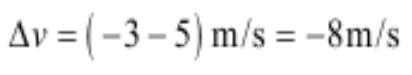 Δv = (−3 − 5) m/s = −8m/s